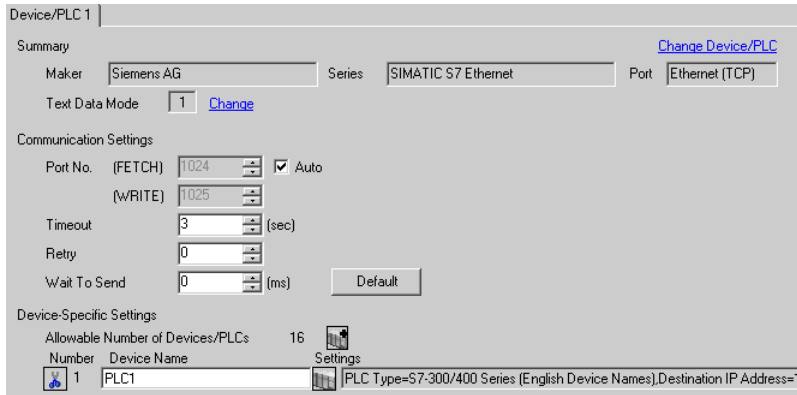 Device/PLC 1
Summary Change Device/PLC
Maker Siemens AG Series SIMATIC S7 Ethernet Port Ethernet (TCP)
Text Data Mode 1 Change
Communication Settings
Port No. (FETCH) 1024 Auto
(WRITE) 1025
Timeout 3 (sec)
Retry 0
Wait To Send 0 (ms) Default
Device-Specific Settings
Allowable Number of Devices/PLCs 16
Number Device Name Settings
1 PLC1 PLC Type=S7-300/400 Series (English Device Names),Destination IP Address=